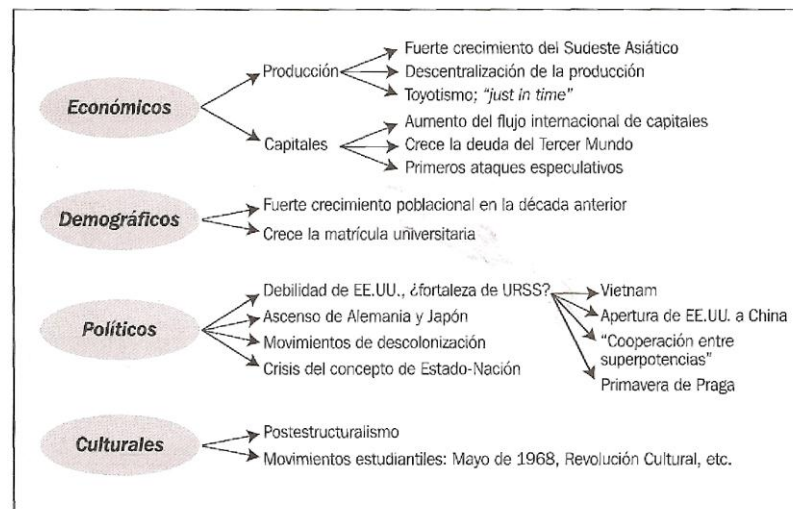 Económicos
Producción
Fuerte crecimiento del Sudeste Asiático
Descentralización de la producción
Toyotismo; "just in time"
Capitales
Aumento del flujo internacional de capitales
Crece la deuda del Tercer Mundo
Primeros ataques especulativos
Demográficos
Fuerte crecimiento poblacional en la década anterior
Crece la matrícula universitaria
Políticos
Debilidad de EE.UU., ¿fortaleza de URSS?
Vietnam
Apertura de EE.UU. a China
"Cooperación entre
superpotencias"
Primavera de Praga
Ascenso de Alemania y Japón
Movimientos de descolonización
Crisis del concepto de Estado-Nación
Culturales
Postestructuralismo
Movimientos estudiantiles: Mayo de 1968, Revolución Cultural, etc.